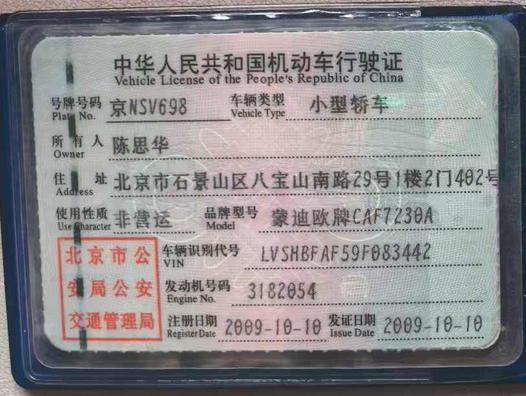 中华人民共和国机动车行驶证
Vehicle License of the People's Republic of China
号牌号码 京NSV698 车辆类型 小型轿车
Plate No. Vehicle Type
所有人 陈思华
Owner
住址 北京市石景山区八宝山南路29号1楼2门402号
Address
使用性质 非营运 品牌型号 蒙迪欧牌CAF7230A
Use Character Model
北京市公安局公安交通管理局
车辆识别代号 LVSHBFAF59F083442
VIN
发动机号码 3182054
Engine No.
注册日期 2009-10-10 发证日期 2009-10-10
Register Date Issue Date